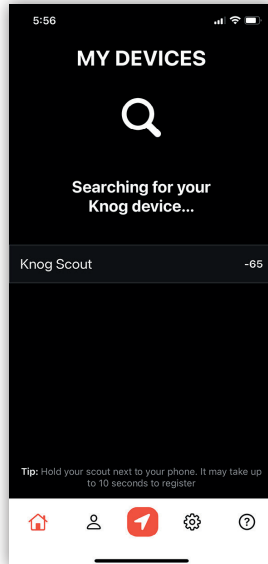 5:56
MY DEVICES
Searching for your
Knog device...
Knog Scout -65
Tip: Hold your scout next to your phone. It may take up
to 10 seconds to register